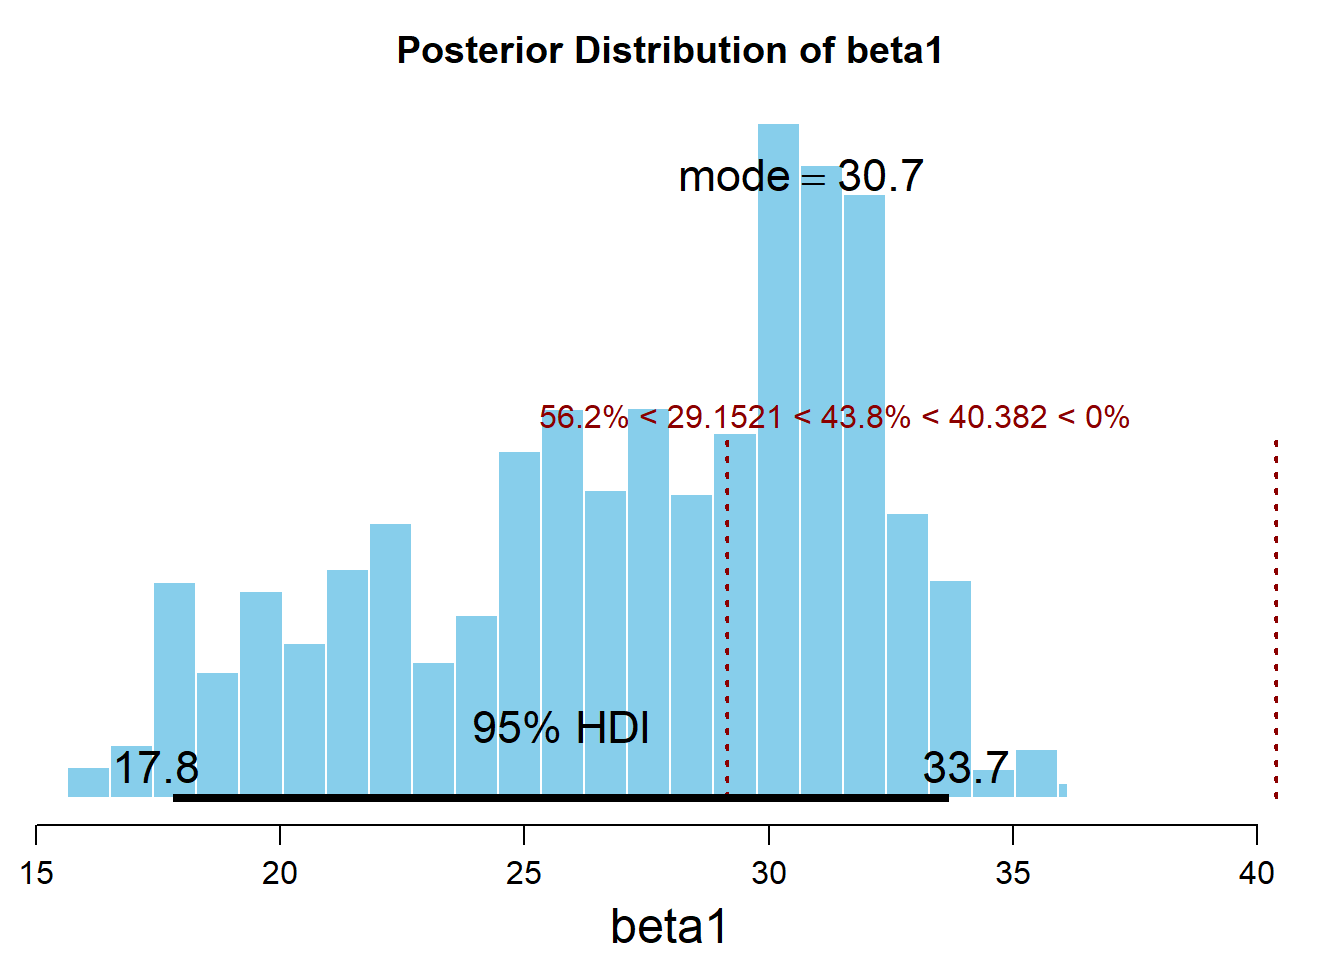 Posterior Distribution of beta1
mode = 30.7
56.2% < 29.1521 < 43.8% < 40.382 < 0%
95% HDI
17.8 33.7
15 20 25 30 35 40
beta1